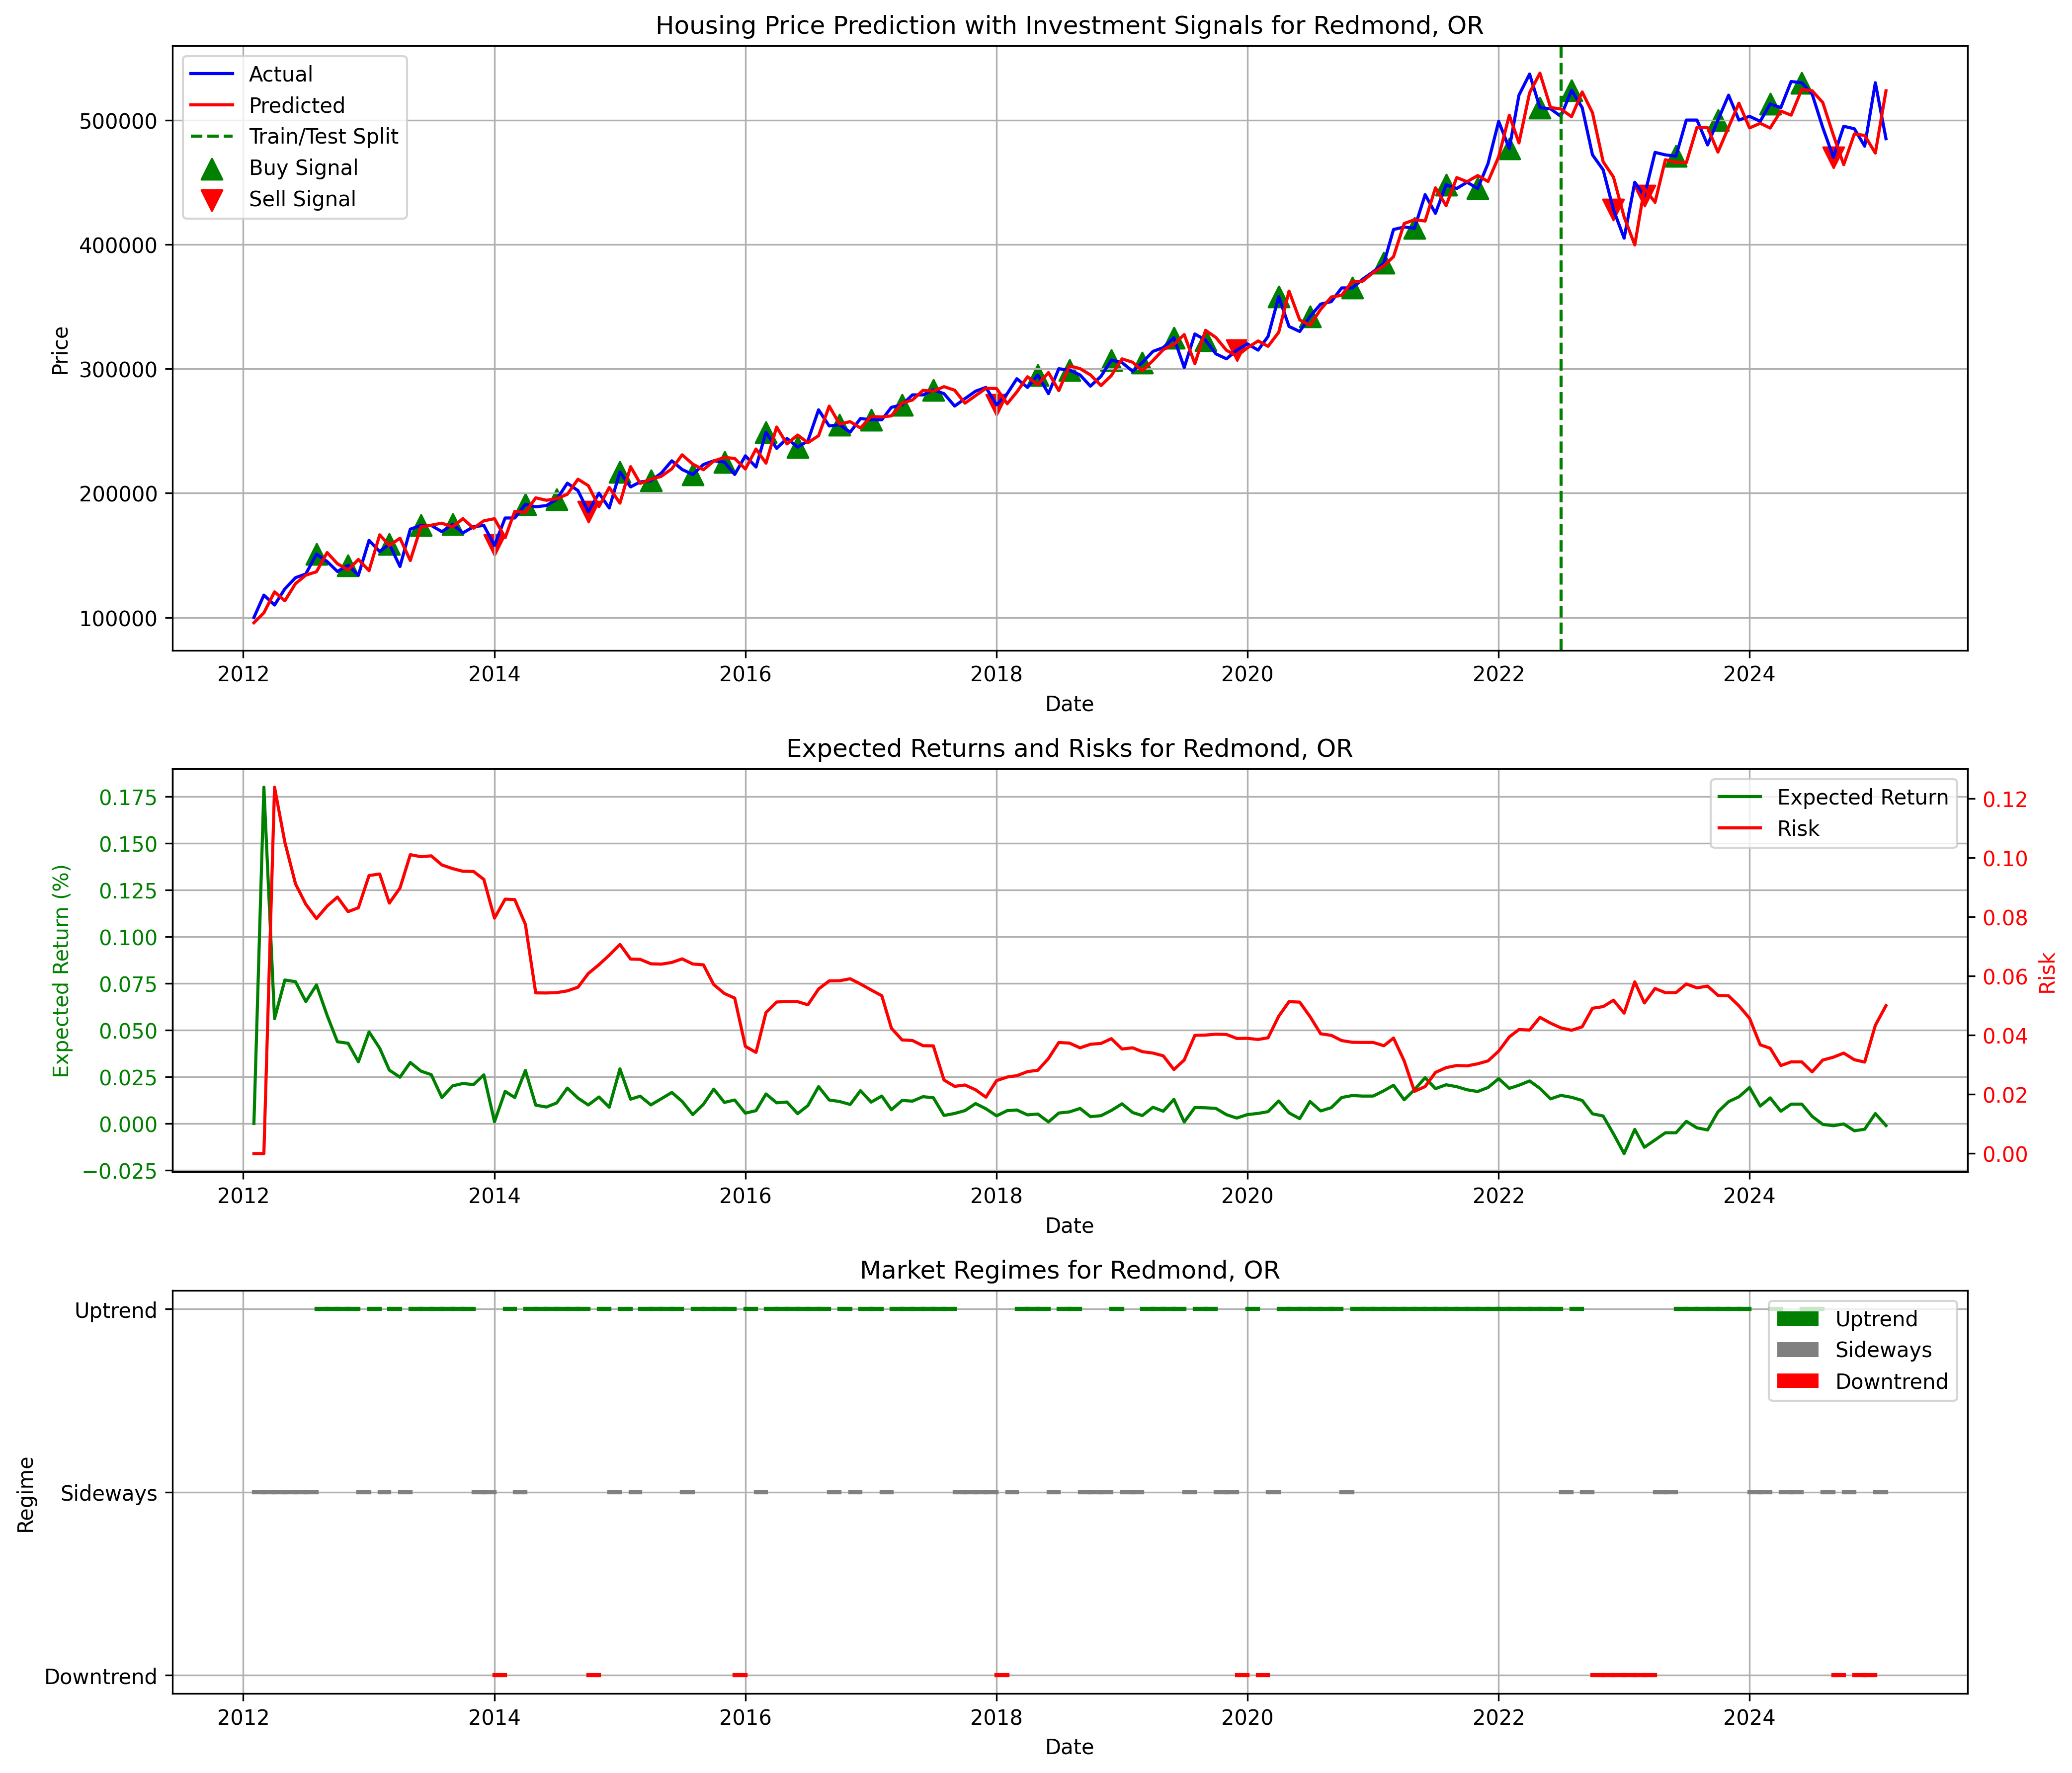 Housing Price Prediction with Investment Signals for Redmond, OR
Actual
Predicted
Train/Test Split
Buy Signal
Sell Signal
Price
500000
400000
300000
200000
100000
2012 2014 2016 2018 2020 2022 2024
Date
Expected Returns and Risks for Redmond, OR
Expected Return
Risk
Expected Return (%)
0.175
0.150
0.125
0.100
0.075
0.050
0.025
0.000
−0.025
0.12
0.10
0.08
0.06
0.04
0.02
0.00
Risk
2012 2014 2016 2018 2020 2022 2024
Date
Market Regimes for Redmond, OR
Uptrend
Sideways
Downtrend
Regime
Uptrend
Sideways
Downtrend
2012 2014 2016 2018 2020 2022 2024
Date